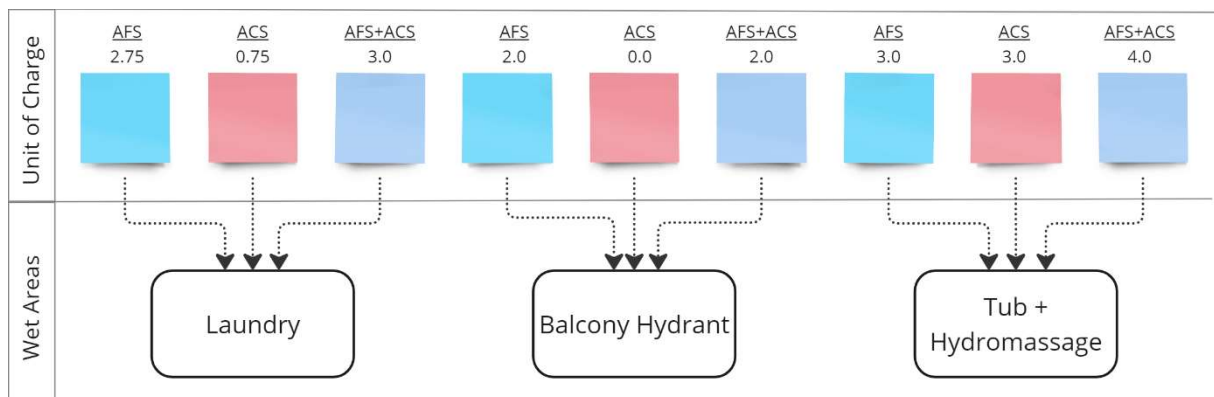 Unit of Charge
AFS
2.75
ACS
0.75
AFS+ACS
3.0
AFS
2.0
ACS
0.0
AFS+ACS
2.0
AFS
3.0
ACS
3.0
AFS+ACS
4.0
Wet Areas
Laundry
Balcony Hydrant
Tub +
Hydromassage